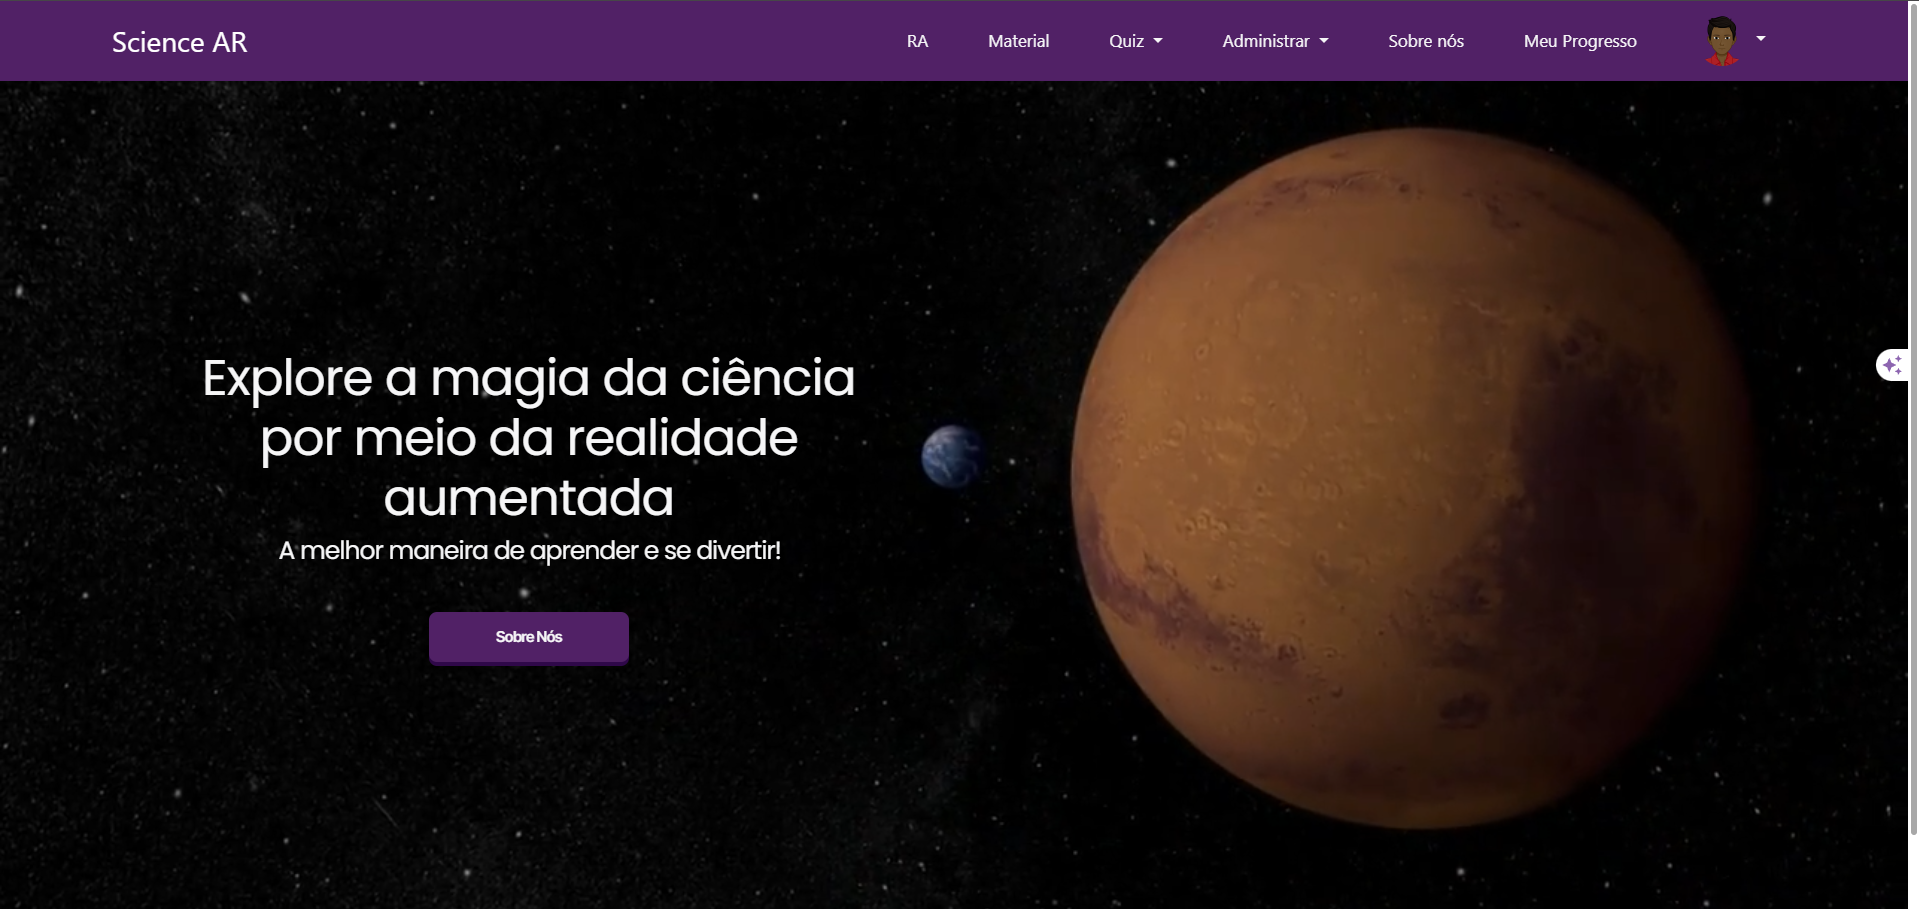 Science AR
RA
Material
Quiz
Administrar
Sobre nós
Meu Progresso
Explore a magia da ciência
por meio da realidade
aumentada
A melhor maneira de aprender e se divertir!
Sobre Nós